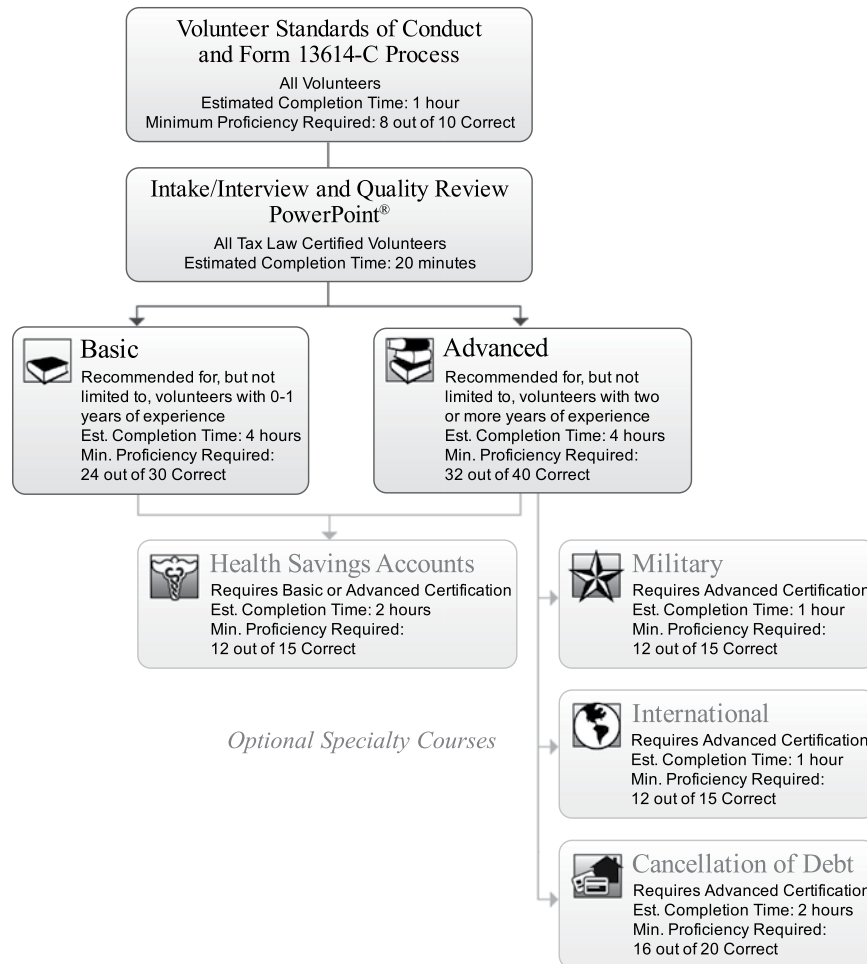 Volunteer Standards of Conduct
and Form 13614-C Process
All Volunteers
Estimated Completion Time: 1 hour
Minimum Proficiency Required: 8 out of 10 Correct
Intake/Interview and Quality Review
PowerPoint®
All Tax Law Certified Volunteers
Estimated Completion Time: 20 minutes
Basic
Recommended for, but not
limited to, volunteers with 0-1
years of experience
Est. Completion Time: 4 hours
Min. Proficiency Required:
24 out of 30 Correct
Advanced
Recommended for, but not
limited to, volunteers with two
or more years of experience
Est. Completion Time: 4 hours
Min. Proficiency Required:
32 out of 40 Correct
Health Savings Accounts
Requires Basic or Advanced Certification
Est. Completion Time: 2 hours
Min. Proficiency Required:
12 out of 15 Correct
Military
Requires Advanced Certification
Est. Completion Time: 1 hour
Min. Proficiency Required:
12 out of 15 Correct
Optional Specialty Courses
International
Requires Advanced Certification
Est. Completion Time: 1 hour
Min. Proficiency Required:
12 out of 15 Correct
Cancellation of Debt
Requires Advanced Certification
Est. Completion Time: 2 hours
Min. Proficiency Required:
16 out of 20 Correct